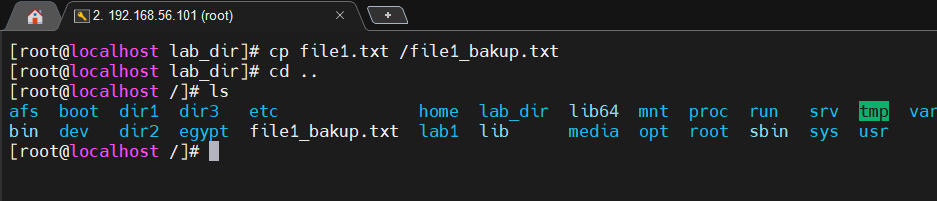 2. 192.168.56.101 (root)
[root@localhost lab_dir]# cp file1.txt /file1_bakup.txt
[root@localhost lab_dir]# cd ..
[root@localhost /]# ls
afs boot dir1 dir3 etc home lab_dir lib64 mnt proc run srv tmp var
bin dev dir2 egypt file1_bakup.txt lab1 lib media opt root sbin sys usr
[root@localhost /]#